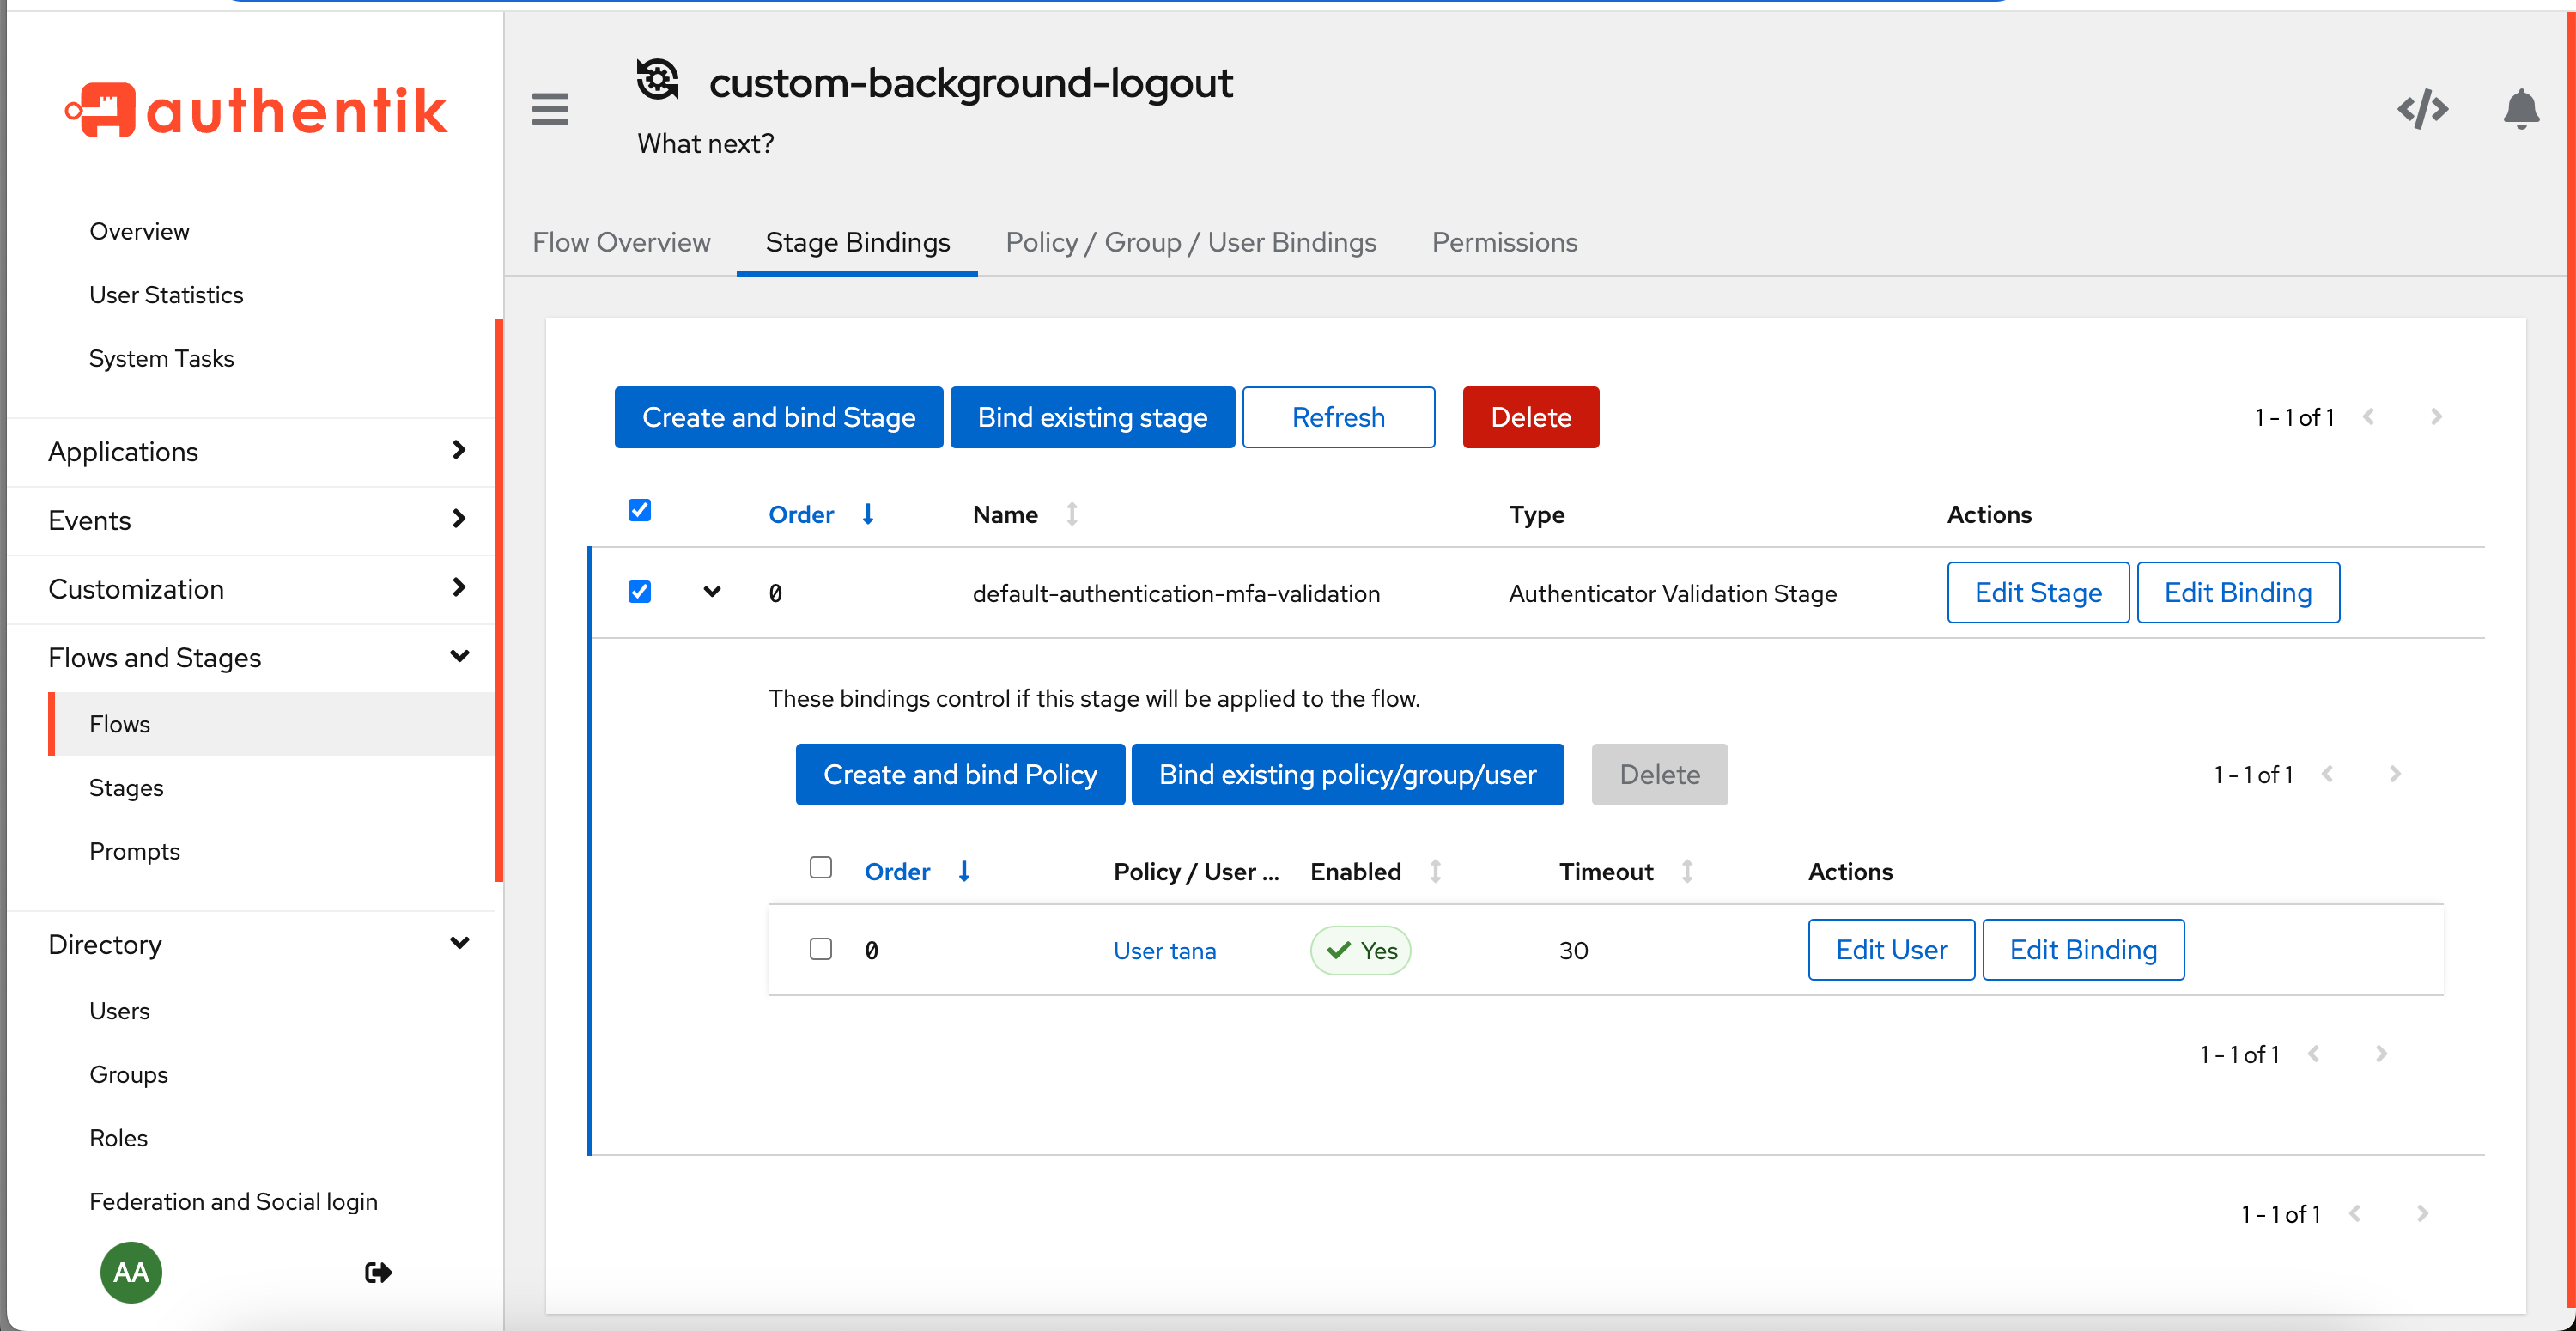 authentik
Overview
User Statistics
System Tasks
Applications
Events
Customization
Flows and Stages
Flows
Stages
Prompts
Directory
Users
Groups
Roles
Federation and Social login
AA
custom-background-logout
What next?
Flow Overview Stage Bindings Policy / Group / User Bindings Permissions
Create and bind Stage Bind existing stage Refresh Delete 1 - 1 of 1
Order Name Type Actions
0 default-authentication-mfa-validation Authenticator Validation Stage Edit Stage Edit Binding
These bindings control if this stage will be applied to the flow.
Create and bind Policy Bind existing policy/group/user Delete 1 - 1 of 1
Order Policy / User ... Enabled Timeout Actions
0 User tana Yes 30 Edit User Edit Binding
1 - 1 of 1
1 - 1 of 1